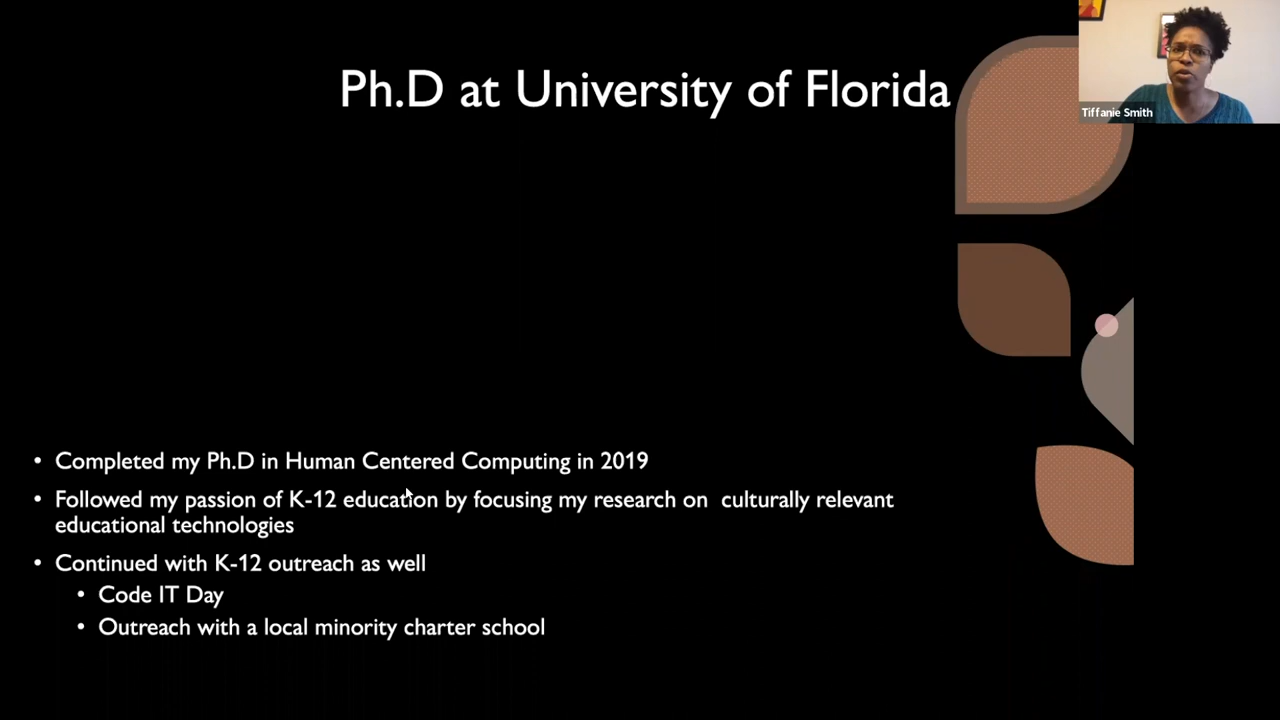 Ph.D at University of Florida
Tiffanie Smith
• Completed my Ph.D in Human Centered Computing in 2019
• Followed my passion of K-12 education by focusing my research on  culturally relevant
educational technologies
• Continued with K-12 outreach as well
• Code IT Day
• Outreach with a local minority charter school